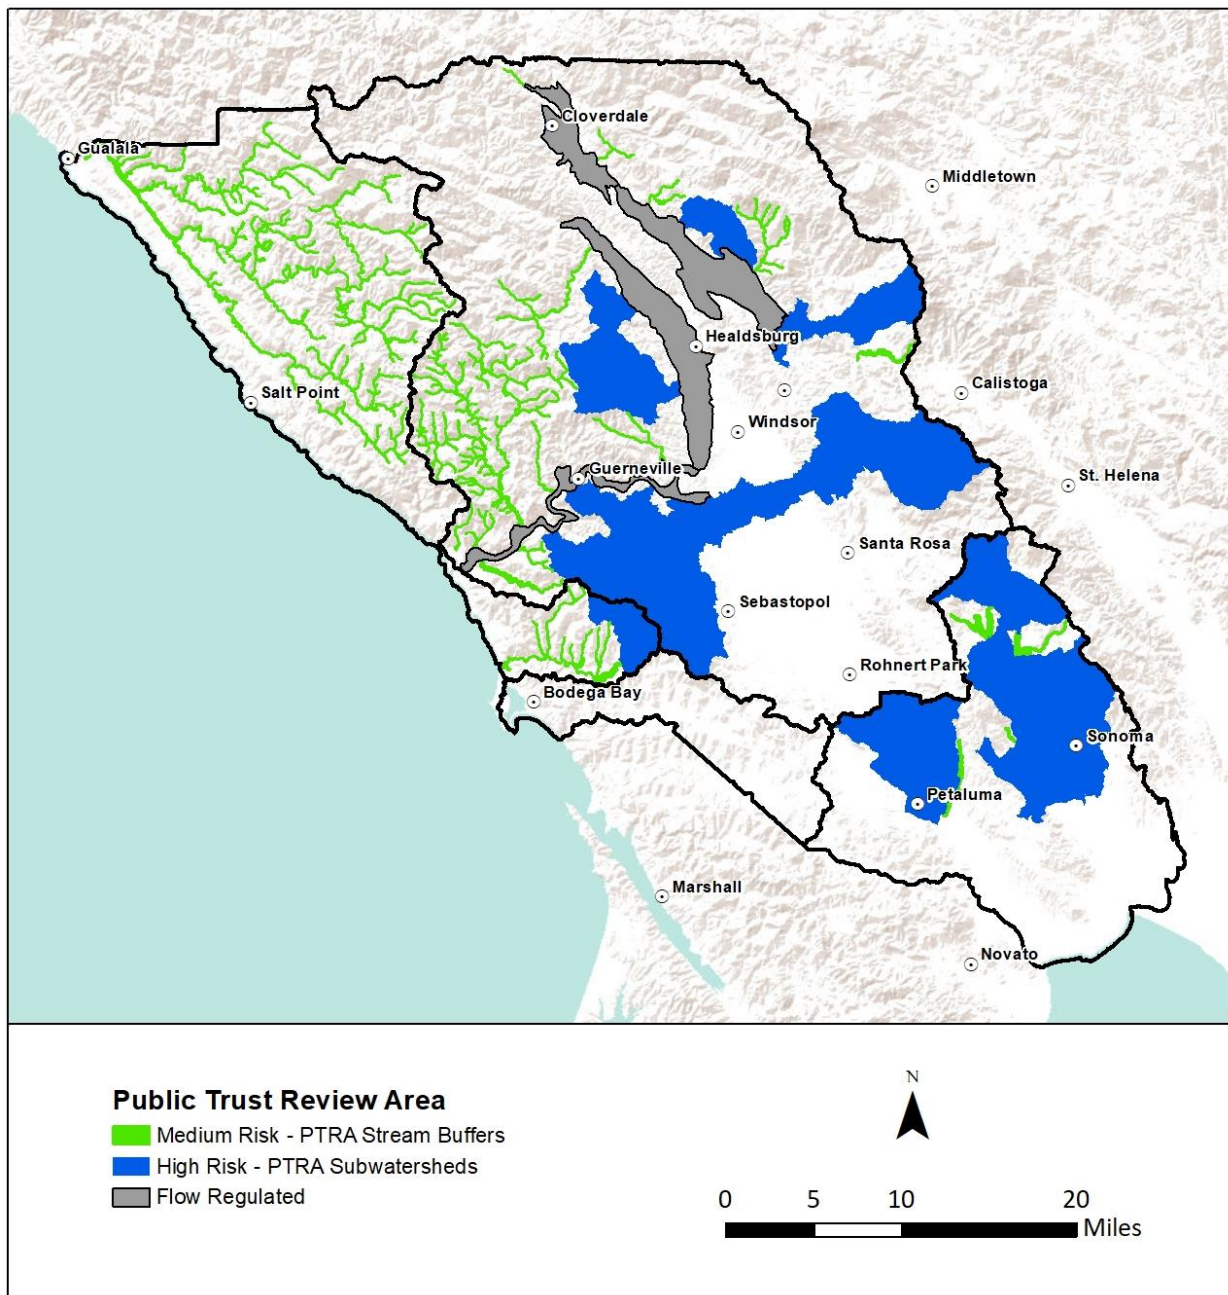 Cloverdale
Gualala
Middletown
Healdsburg
Salt Point
Calistoga
Windsor
Guerneville
St. Helena
Santa Rosa
Sebastopol
Rohnert Park
Bodega Bay
Sonoma
Petaluma
Marshall
Novato
Public Trust Review Area
Medium Risk - PTRA Stream Buffers
High Risk - PTRA Subwatersheds
Flow Regulated
N
0 5 10 20
Miles